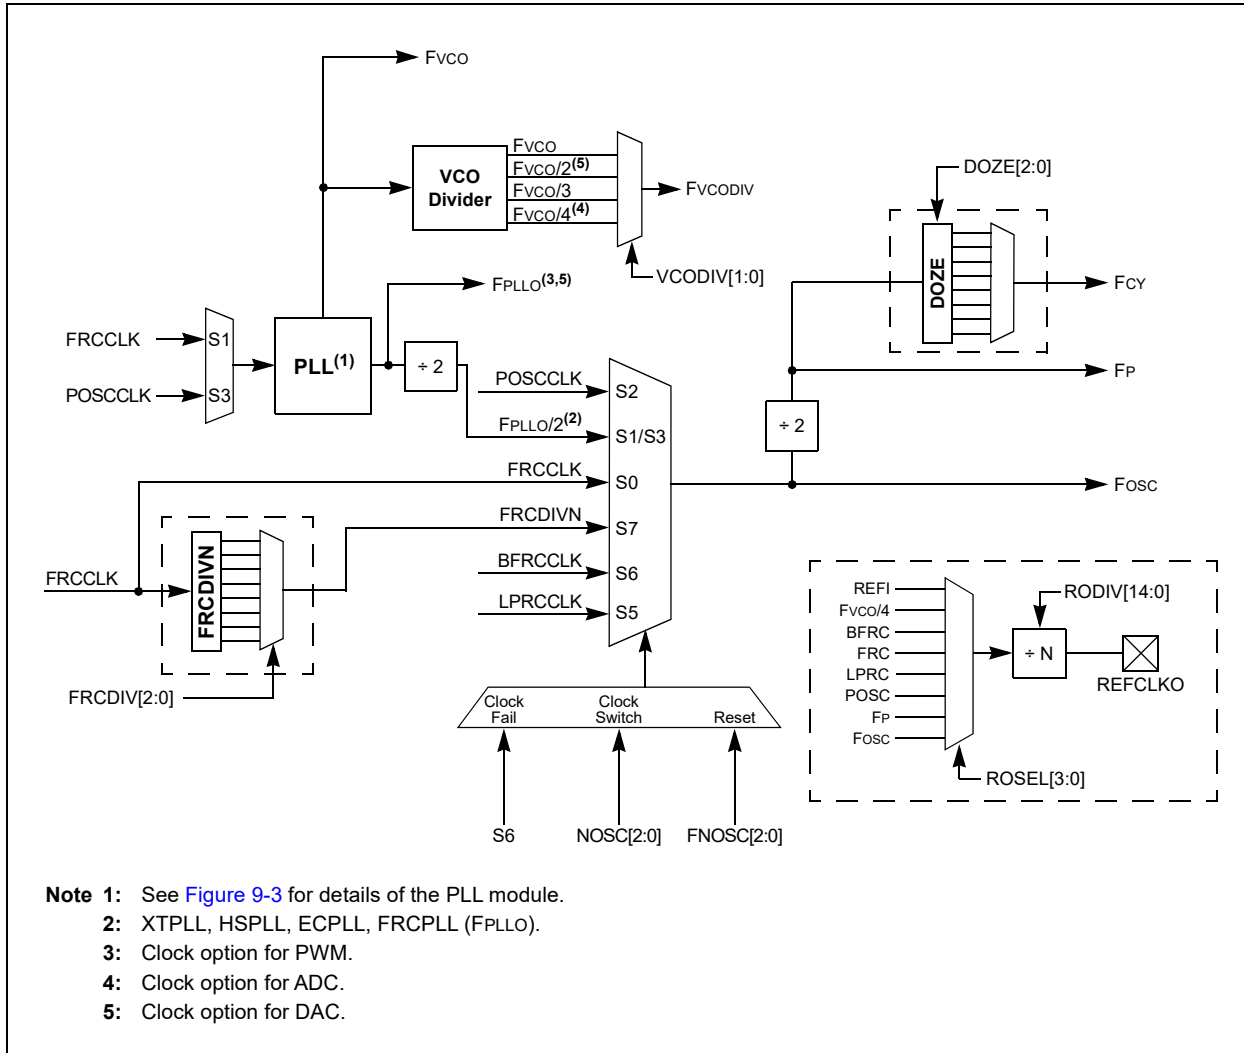 FVCO
VCO
Divider
FVCO
FVCO/2(5)
FVCO/3
FVCO/4(4)
FVCODIV
VCODIV[1:0]
DOZE[2:0]
DOZE
FCY
FP
÷ 2
FOSC
FPLLO(3,5)
FRCCLK
POSCCLK
S1
S3
PLL(1)
÷ 2
POSCCLK
S2
FPLLO/2(2)
S1/S3
FRCCLK
S0
FRCDIVN
S7
BFRCCLK
S6
LPRCCLK
S5
FRCCLK
FRCDIVN
FRCDIV[2:0]
Clock
Fail
Clock
Switch
Reset
S6
NOSC[2:0]
FNOSC[2:0]
REFI
FVCO/4
BFRC
FRC
LPRC
POSC
FP
FOSC
RODIV[14:0]
÷ N
REFCLKO
ROSEL[3:0]
Note 1: See Figure 9-3 for details of the PLL module.
2: XTPLL, HSPLL, ECPLL, FRCPLL (FPLLO).
3: Clock option for PWM.
4: Clock option for ADC.
5: Clock option for DAC.